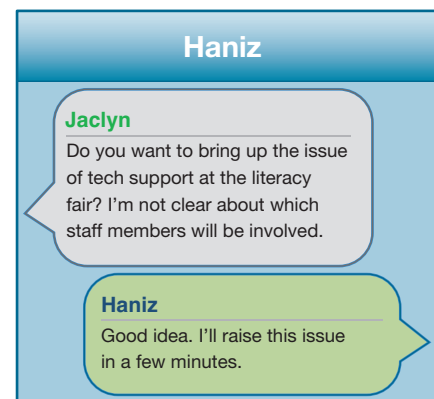 Haniz
Jaclyn
Do you want to bring up the issue
of tech support at the literacy
fair? I’m not clear about which
staff members will be involved.
Haniz
Good idea. I’ll raise this issue
in a few minutes.